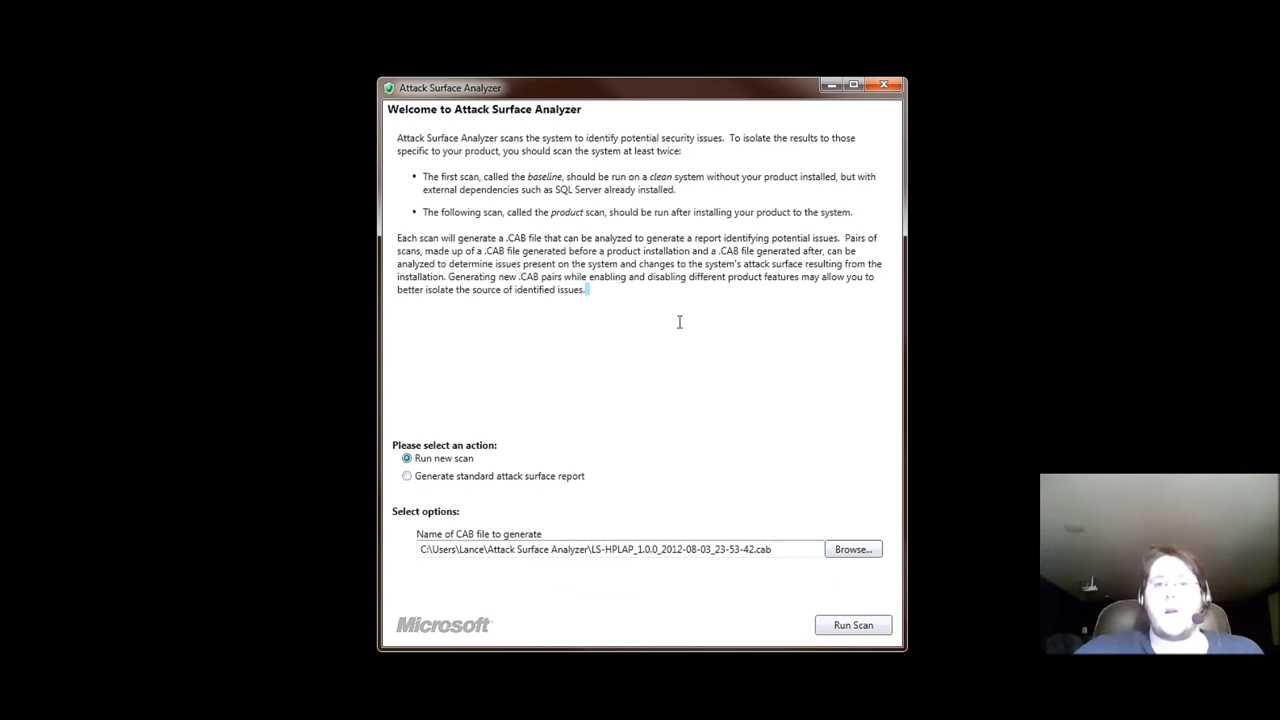 Attack Surface Analyzer
Welcome to Attack Surface Analyzer
Attack Surface Analyzer scans the system to identify potential security issues. To isolate the results to those
specific to your product, you should scan the system at least twice:
• The first scan, called the baseline, should be run on a clean system without your product installed, but with
external dependencies such as SQL Server already installed.
• The following scan, called the product scan, should be run after installing your product to the system.
Each scan will generate a .CAB file that can be analyzed to generate a report identifying potential issues. Pairs of
scans, made up of a .CAB file generated before a product installation and a .CAB file generated after, can be
analyzed to determine issues present on the system and changes to the system's attack surface resulting from the
installation. Generating new .CAB pairs while enabling and disabling different product features may allow you to
better isolate the source of identified issues.
Please select an action:
Run new scan
Generate standard attack surface report
Select options:
Name of CAB file to generate
C:\Users\Lance\Attack Surface Analyzer\LS-HPLAP_1.0.0_2012-08-03_23-53-42.cab
Browse...
Microsoft
Run Scan